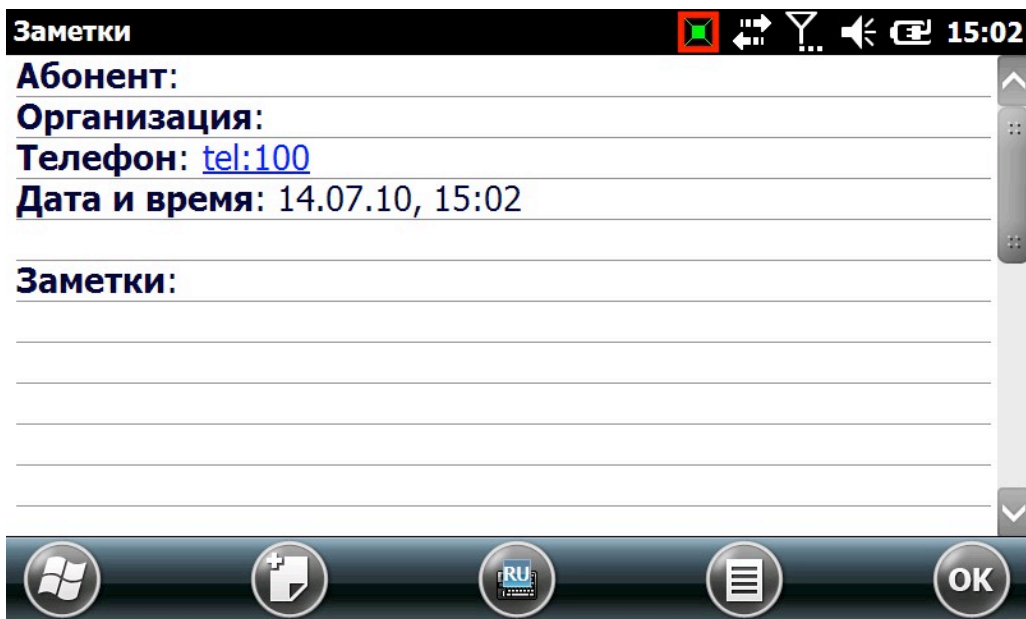 Заметки 15:02
Абонент:
Организация:
Телефон: tel:100
Дата и время: 14.07.10, 15:02
Заметки:
RU
OK